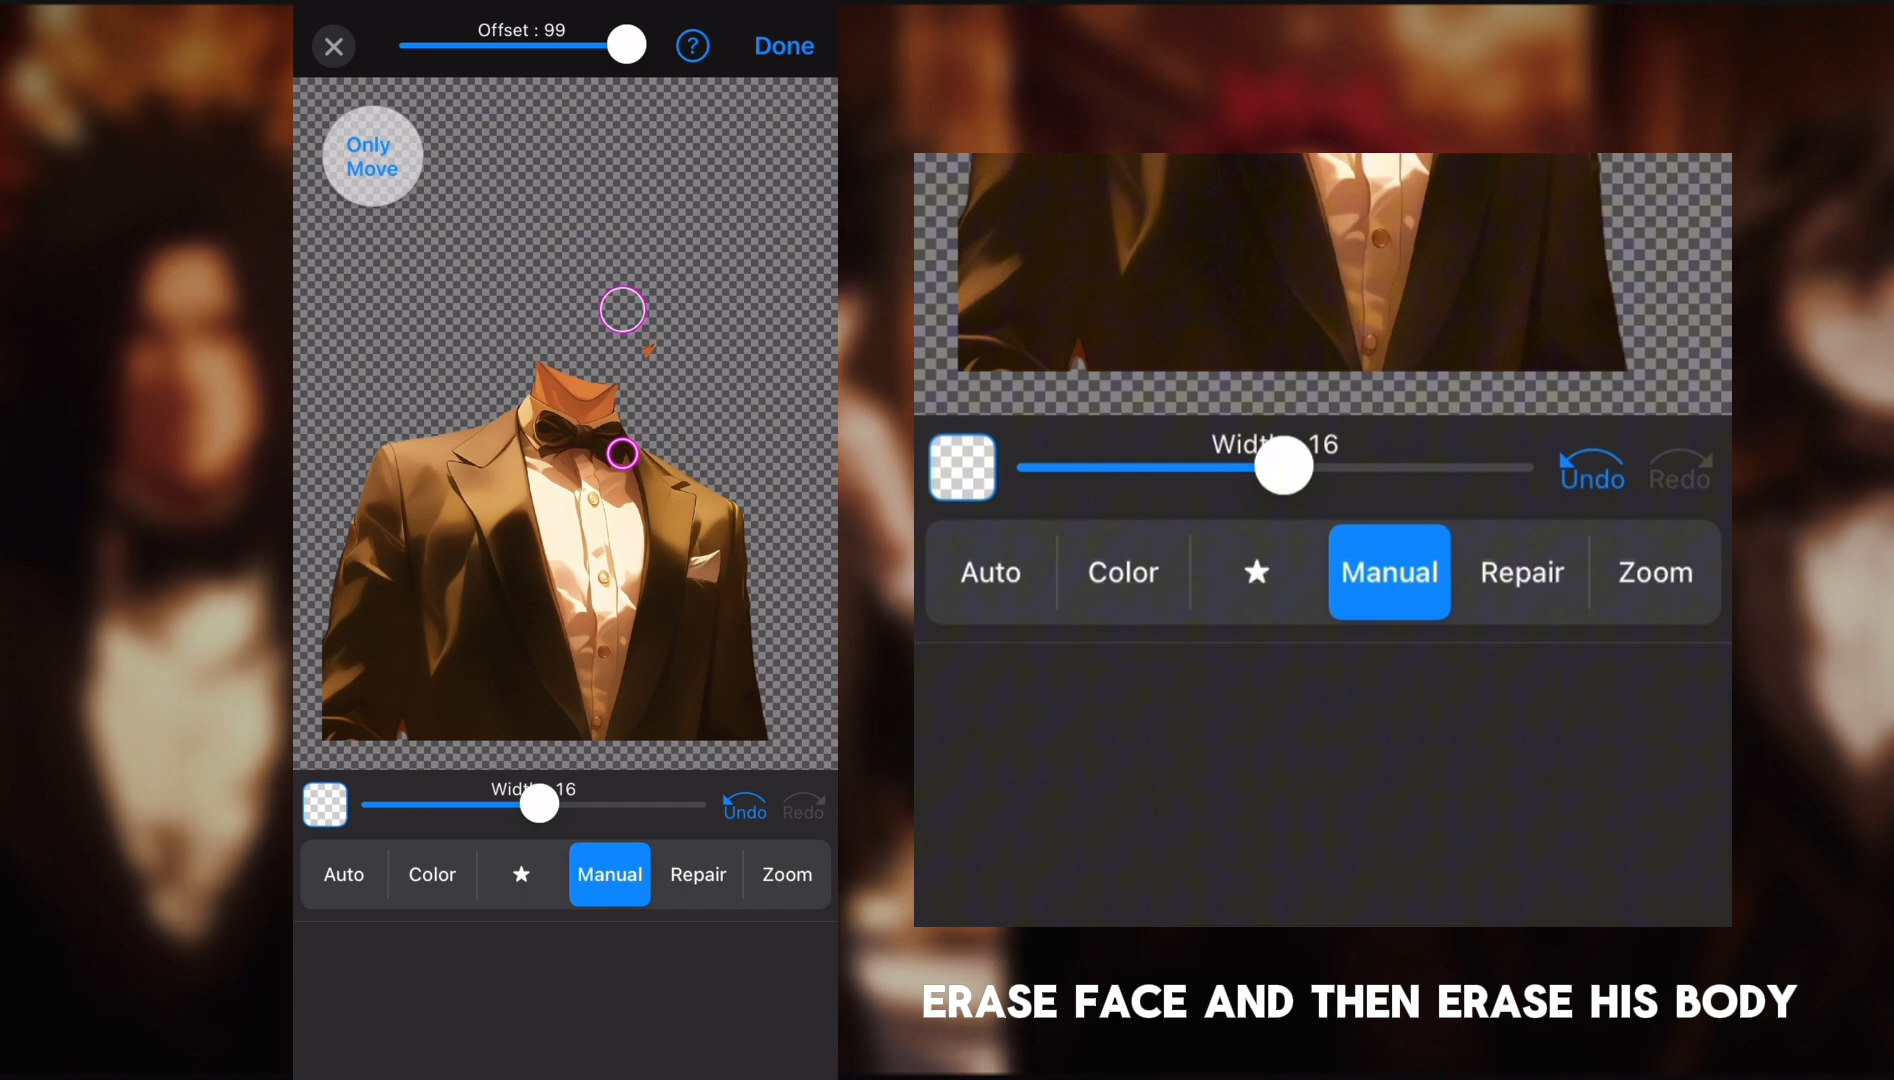 Offset : 99
?
Done
Only
Move
16
Undo
Redo
Auto
Color
Manual
Repair
Zoom
16
Undo
Redo
Auto
Color
Manual
Repair
Zoom
ERASE FACE AND THEN ERASE HIS BODY